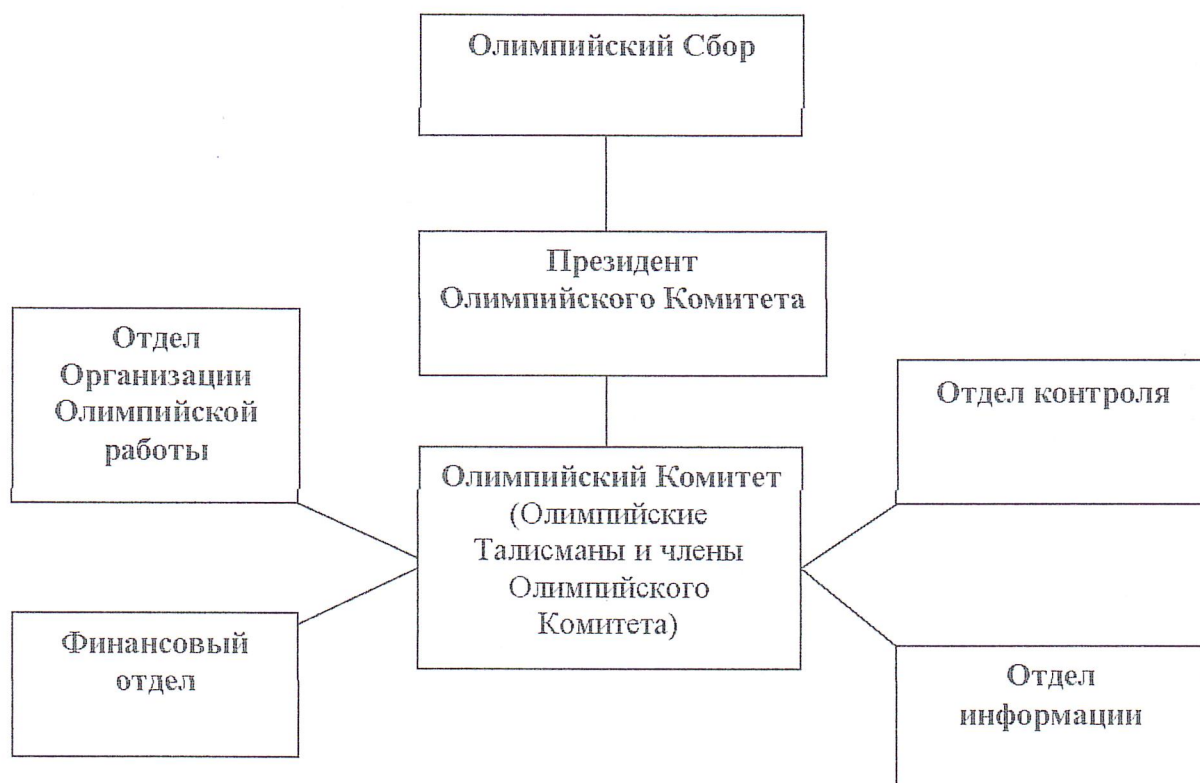 Олимпийский Сбор
Президент
Олимпийского Комитета
Отдел
Организации
Олимпийской
работы
Отдел контроля
Олимпийский Комитет
(Олимпийские
Талисманы и члены
Олимпийского
Комитета)
Финансовый
отдел
Отдел
информации